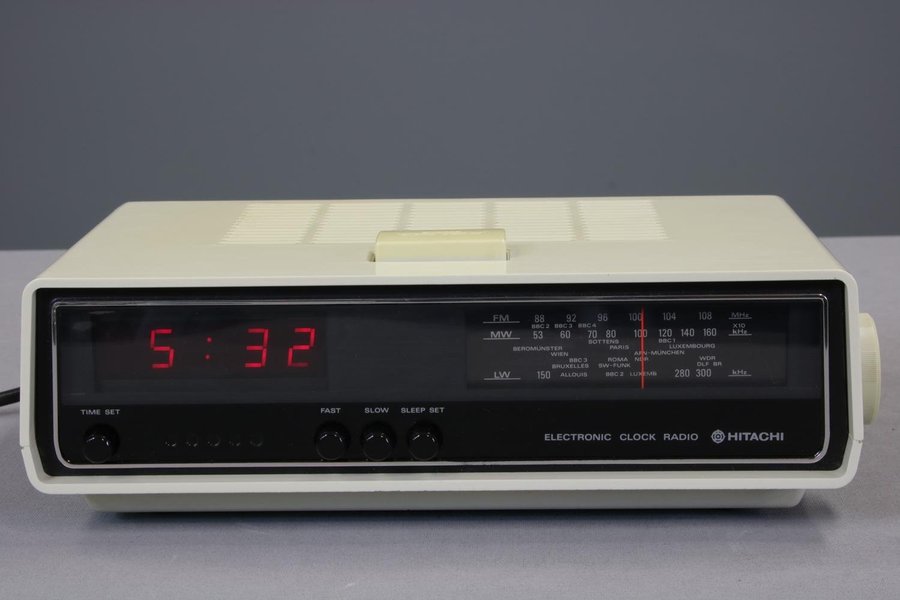 5:32
FM 88 92 96 100 104 108 MHz
BBC 2 BBC 3 BBC 4
MW 53 60 70 80 100 120 140 160 X10 kHz
SOTTENS BBC 1
BEROMÜNSTER PARIS LUXEMBOURG
WIEN AFN-MÜNCHEN
BBC 3 ROMA NDR WDR
BRUXELLES SW-FUNK DLF BR
LW 150 ALLOUIS BBC 2 LUXEMB 280 300 kHz
TIME SET FAST SLOW SLEEP SET
ELECTRONIC CLOCK RADIO HITACHI